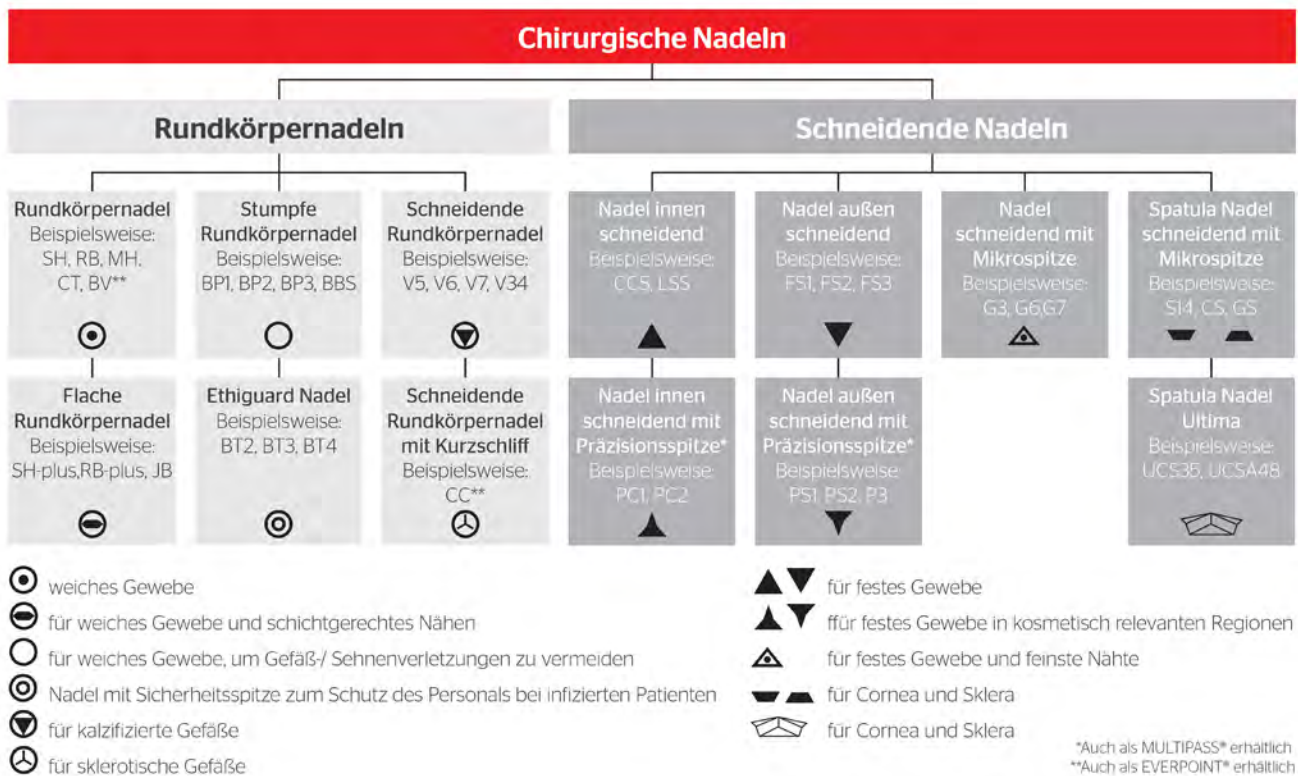 Chirurgische Nadeln
Rundkörpernadeln
Schneidende Nadeln
Rundkörpernadel
Beispielsweise:
SH, RB, MH,
CT, BV**
Stumpfe
Rundkörpernadel
Beispielsweise:
BP1, BP2, BP3, BBS
Schneidende
Rundkörpernadel
Beispielsweise:
V5, V6, V7, V34
Nadel innen
schneidend
Beispielsweise:
CCS, LSS
Nadel außen
schneidend
Beispielsweise:
FS1, FS2, FS3
Nadel
schneidend mit
Mikrospitze
Beispielsweise:
G3, G6,G7
Spatula Nadel
schneidend mit
Mikrospitze
Beispielsweise:
S14, CS, GS
Flache
Rundkörpernadel
Beispielsweise:
SH-plus,RB-plus, JB
Ethiguard Nadel
Beispielsweise:
BT2, BT3, BT4
Schneidende
Rundkörpernadel
mit Kurzschliff
Beispielsweise:
CC**
Nadel innen
schneidend mit
Präzisionsspitze*
Beispielsweise:
PC1, PC2
Nadel außen
schneidend mit
Präzisionsspitze*
Beispielsweise:
PS1, PS2, P3
Spatula Nadel
Ultima
Beispielsweise:
UCS35, UCSA48
weiches Gewebe
für weiches Gewebe und schichtgerechtes Nähen
für weiches Gewebe, um Gefäß-/ Sehnenverletzungen zu vermeiden
Nadel mit Sicherheitsspitze zum Schutz des Personals bei infizierten Patienten
für kalzifizierte Gefäße
für sklerotische Gefäße
für festes Gewebe
ffür festes Gewebe in kosmetisch relevanten Regionen
für festes Gewebe und feinste Nähte
für Cornea und Sklera
für Cornea und Sklera
*Auch als MULTIPASS* erhältlich
**Auch als EVERPOINT* erhältlich